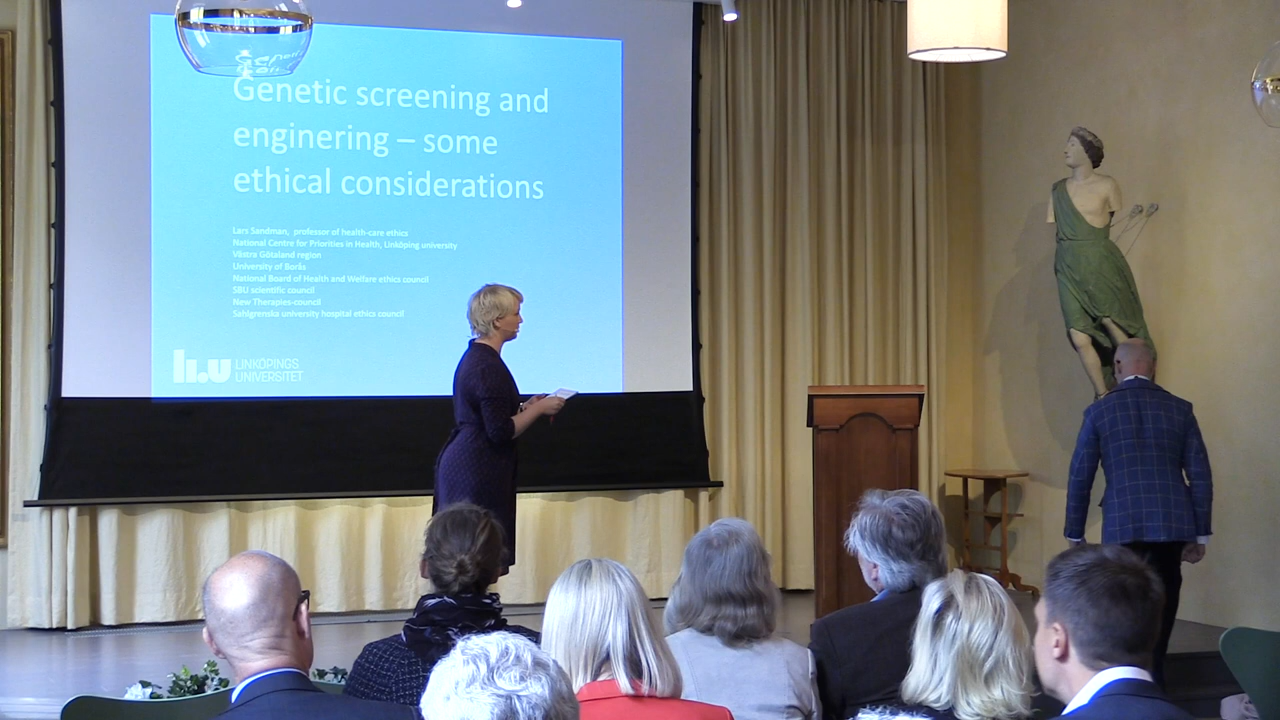 Genetic screening and
enginering – some
ethical considerations
Lars Sandman, professor of health-care ethics
National Centre for Priorities in Health, Linköping university
Västra Götaland region
University of Borås
National Board of Health and Welfare ethics council
SBU scientific council
New Therapies-council
Sahlgrenska university hospital ethics council
LINKÖPINGS
li.u UNIVERSITET